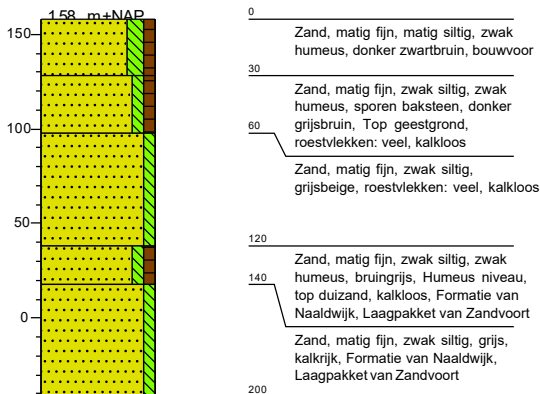 1.58 m+NAP
150
100
50
0
0
Zand, matig fijn, matig siltig, zwak
humeus, donker zwartbruin, bouwvoor
30
Zand, matig fijn, zwak siltig, zwak
humeus, sporen baksteen, donker
grijsbruin, Top geestgrond,
roestvlekken: veel, kalkloos
60
Zand, matig fijn, zwak siltig,
grijsbeige, roestvlekken: veel, kalkloos
120
Zand, matig fijn, zwak siltig, zwak
humeus, bruingrijs, Humeus niveau,
top duizand, kalkloos, Formatie van
Naaldwijk, Laagpakket van Zandvoort
140
Zand, matig fijn, zwak siltig, grijs,
kalkrijk, Formatie van Naaldwijk,
Laagpakket van Zandvoort
200